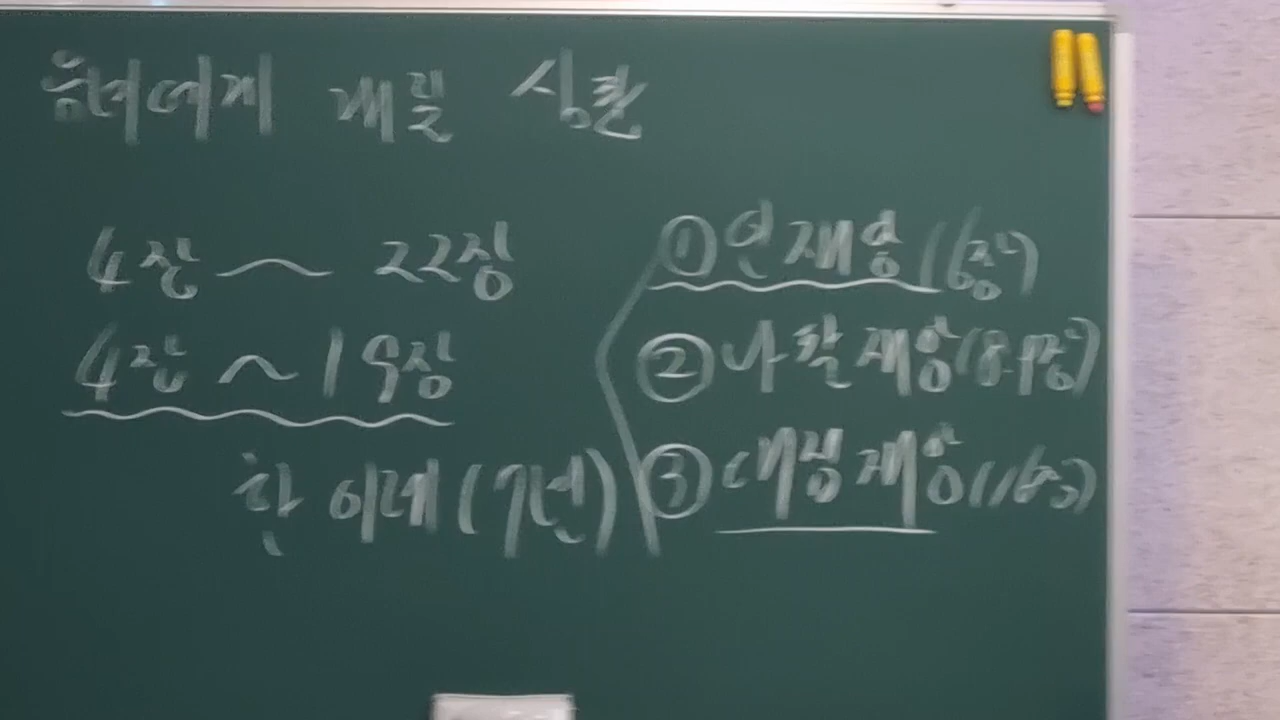 음녀에게 내릴 심판
4장~22장
4장~19장
한 이레(7년)
①인재앙(6장)
②나팔재앙(8-9장)
③대접재앙(16장)